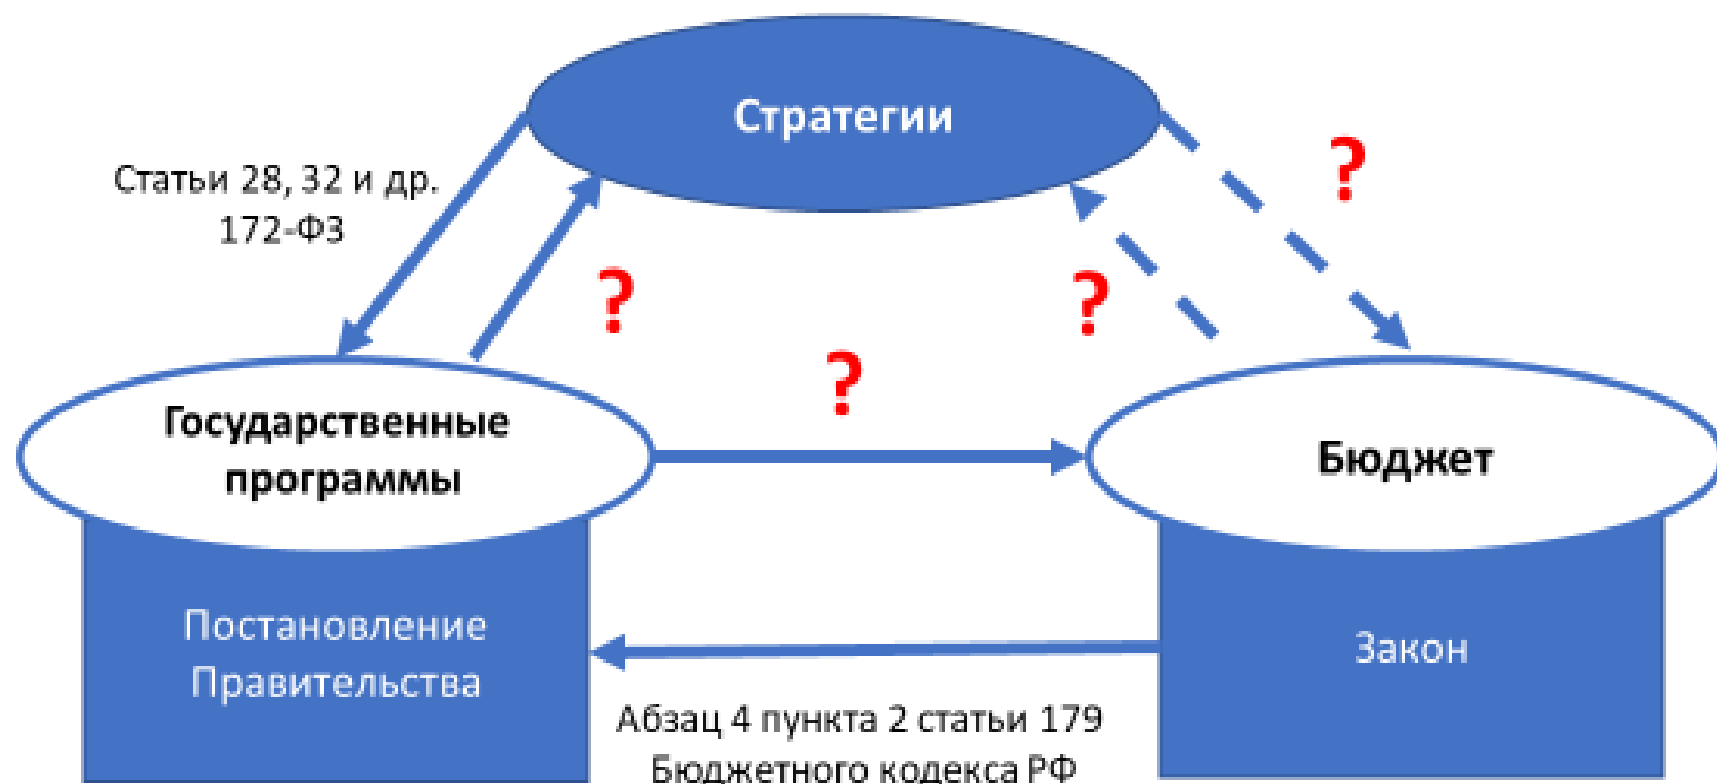 Стратегии
?
Статьи 28, 32 и др.
172-ФЗ
?
?
?
Государственные
программы
Бюджет
Постановление
Правительства
Закон
Абзац 4 пункта 2 статьи 179
Бюджетного кодекса РФ